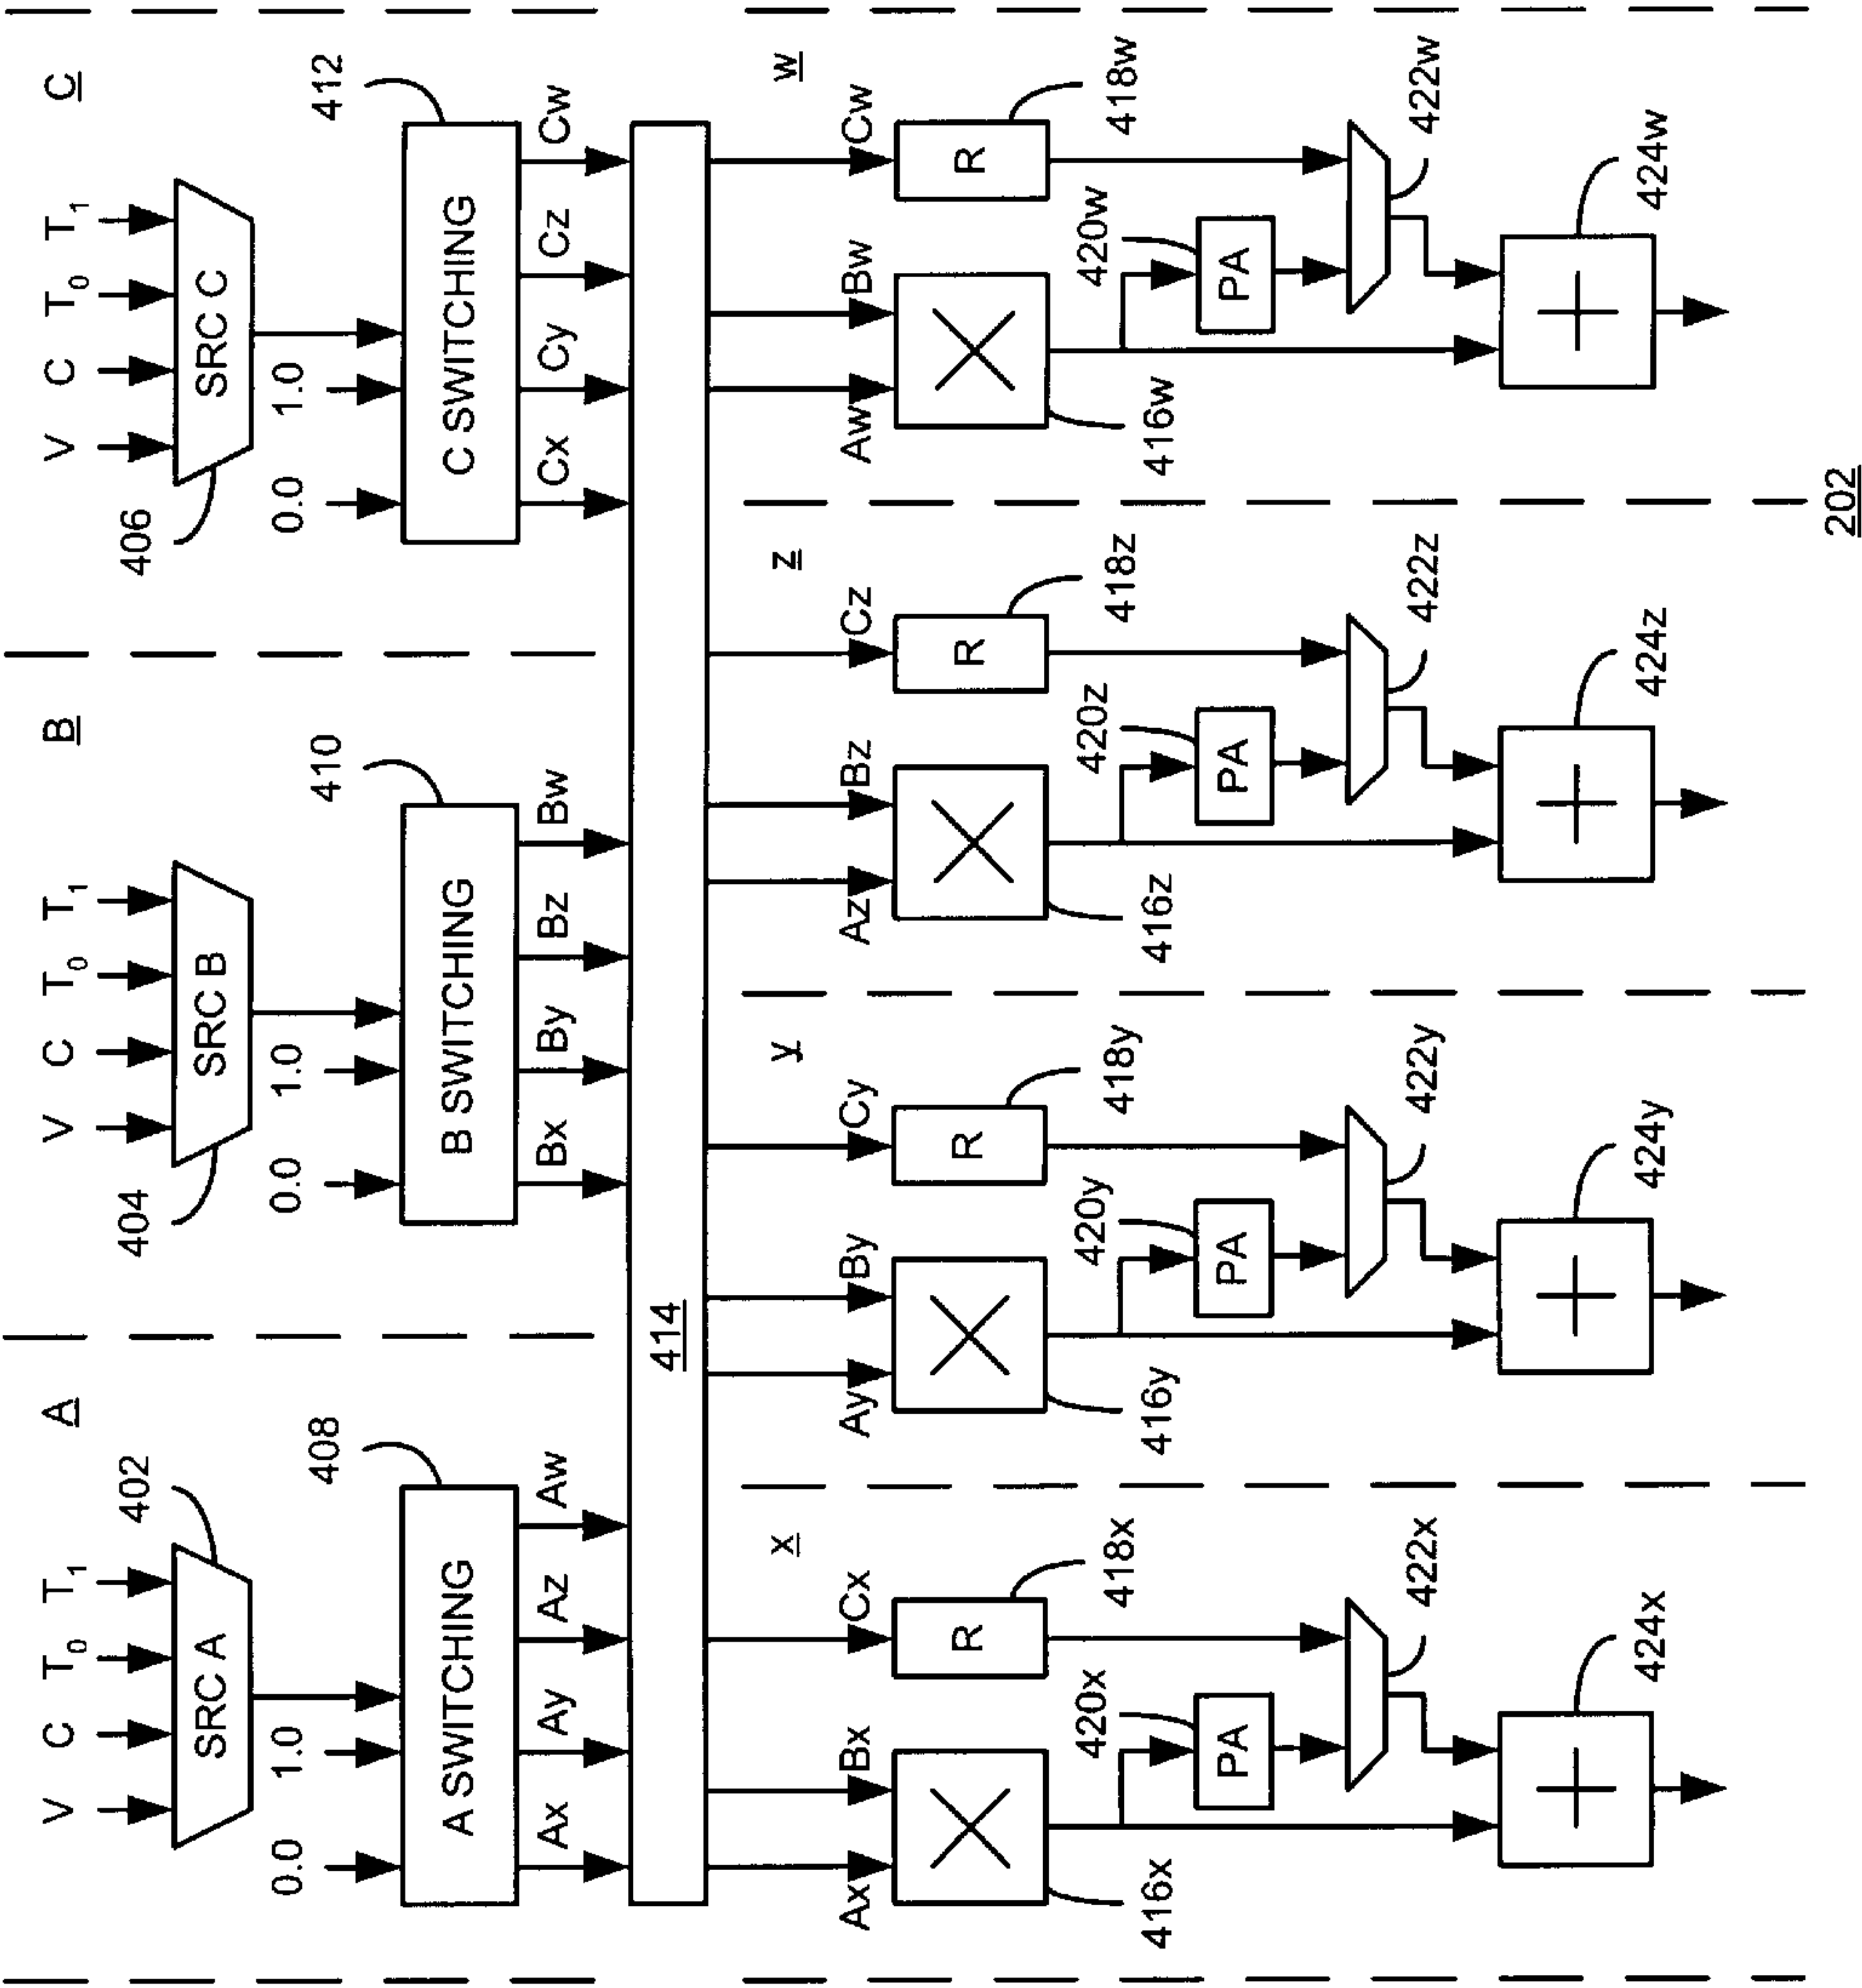 A B C
V C T0 T1 V C T0 T1 V C T0 T1
402 404 406
SRC A SRC B SRC C
0.0 1.0 0.0 1.0 0.0 1.0
408 410 412
A SWITCHING B SWITCHING C SWITCHING
Ax Ay Az Aw Bx By Bz Bw Cx Cy Cz Cw
414
x y z w
Ax Bx Cx Ay By Cy Az Bz Cz Aw Bw Cw
R R R R
416x 420x 418x 416y 420y 418y 416z 420z 418z 416w 420w 418w
PA PA PA PA
422x 422y 422z 422w
424x 424y 424z 424w
202